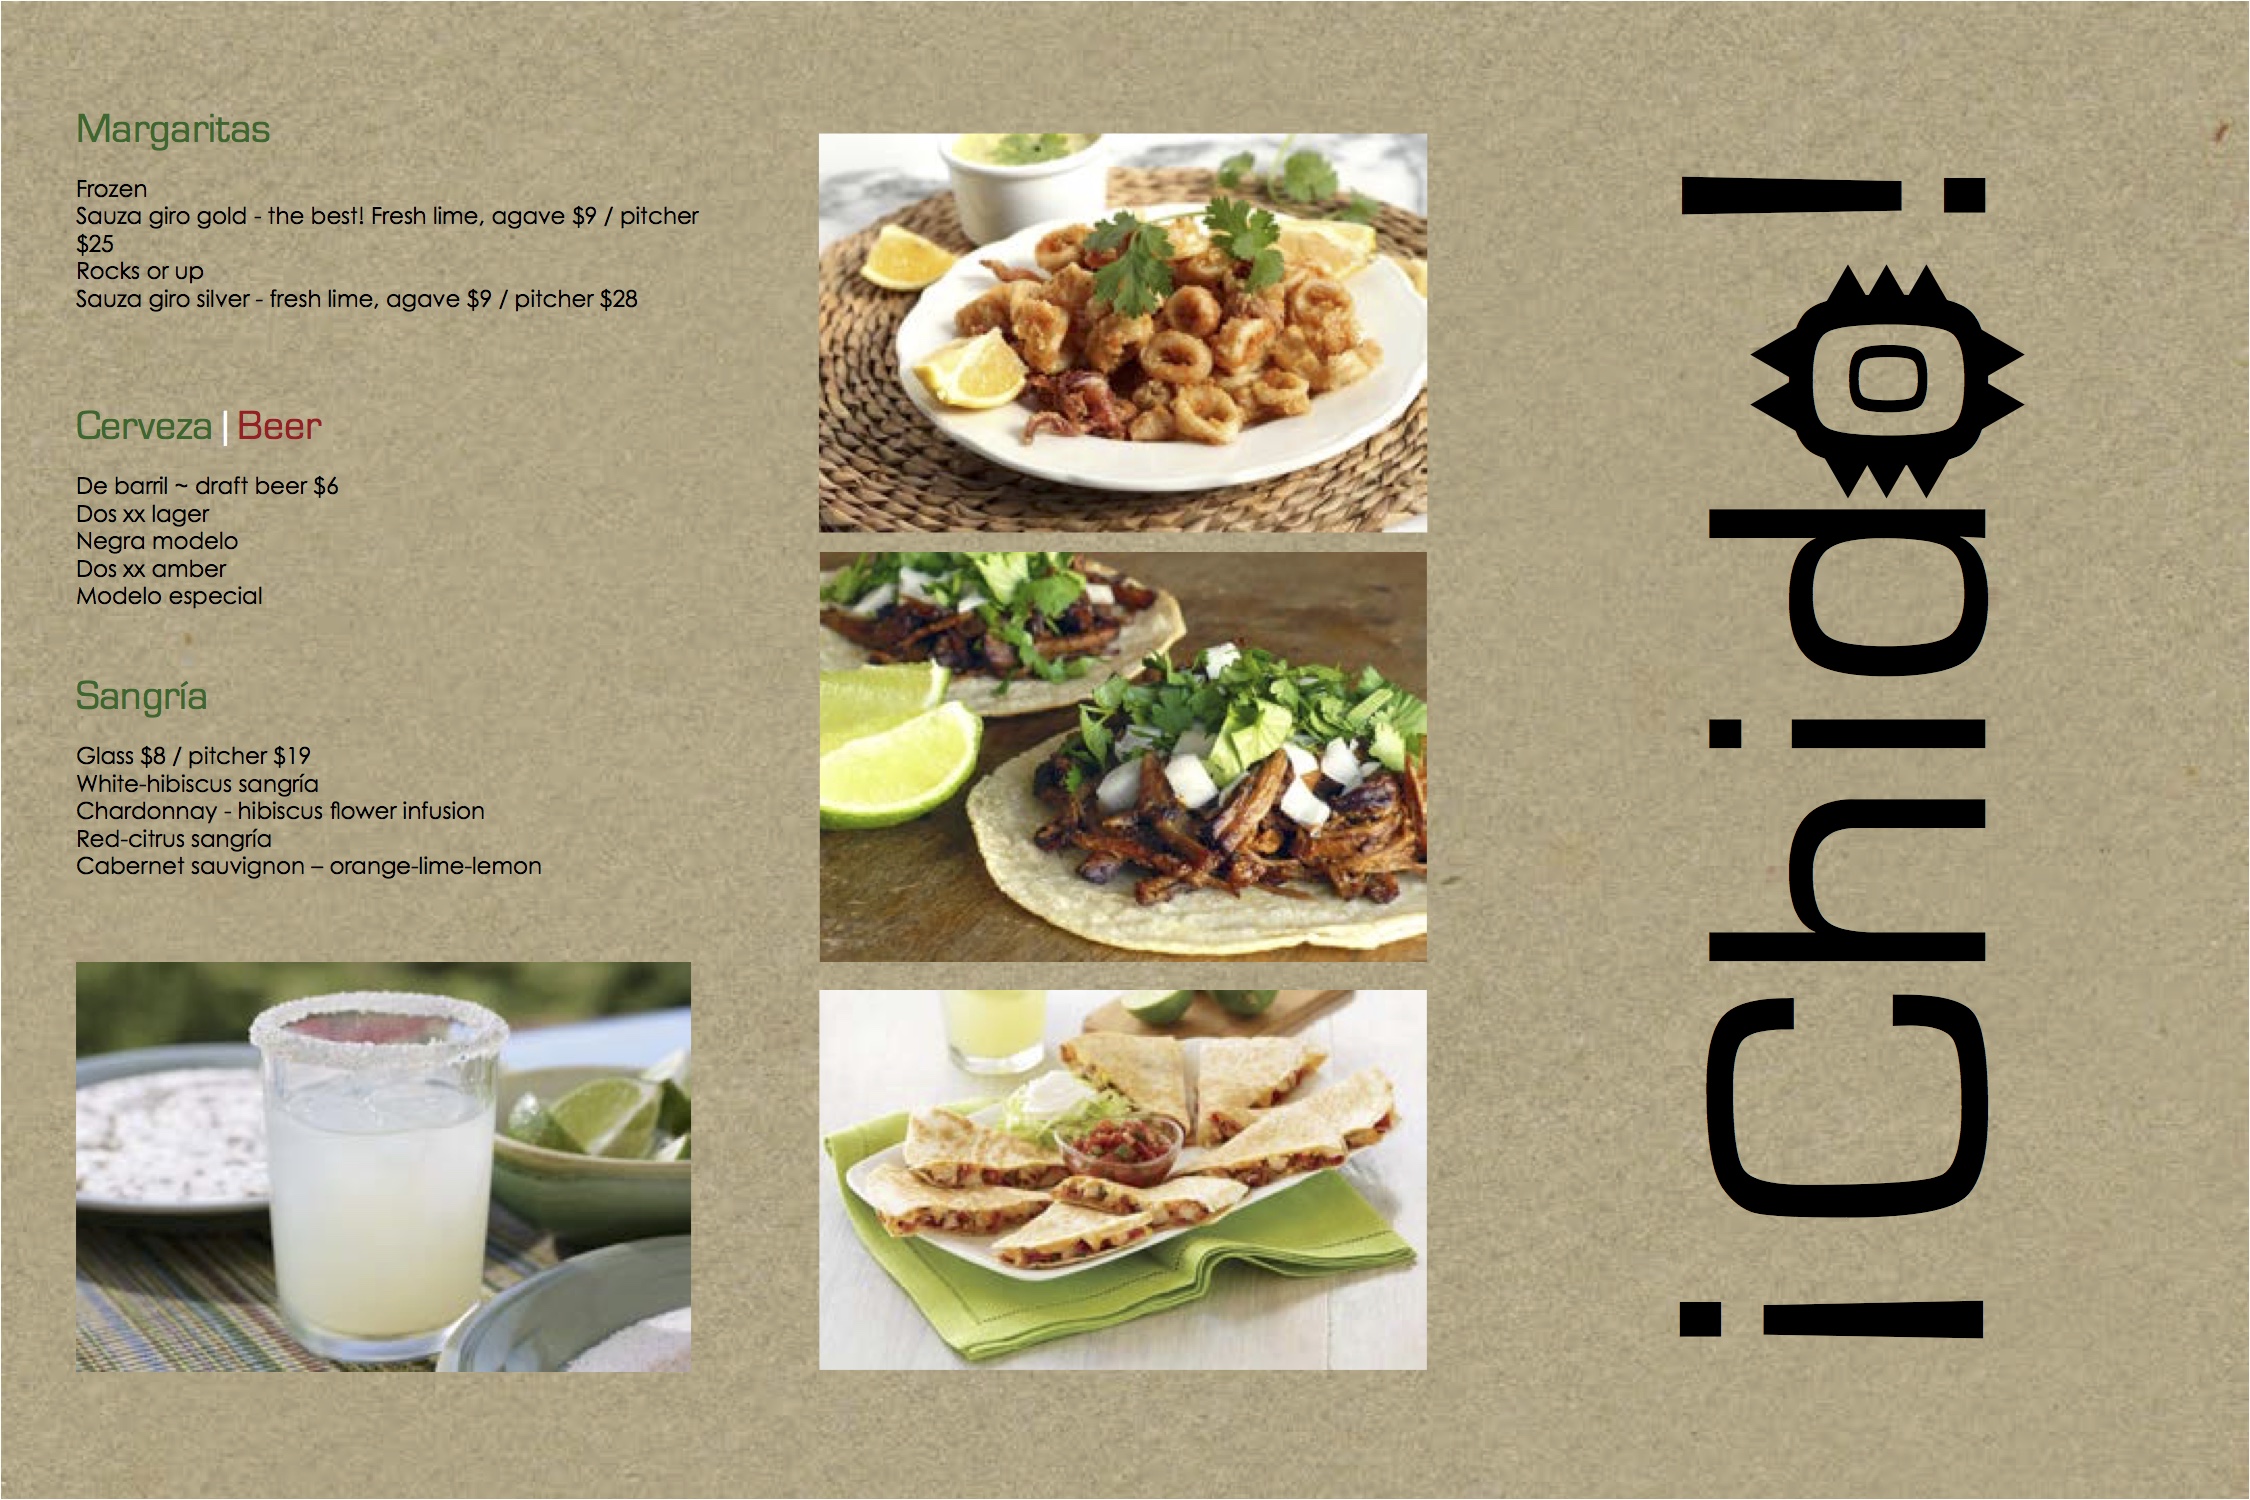 Margaritas
Frozen
Sauza giro gold - the best! Fresh lime, agave $9 / pitcher
$25
Rocks or up
Sauza giro silver - fresh lime, agave $9 / pitcher $28
Cerveza | Beer
De barril ~ draft beer $6
Dos xx lager
Negra modelo
Dos xx amber
Modelo especial
Sangría
Glass $8 / pitcher $19
White-hibiscus sangría
Chardonnay - hibiscus flower infusion
Red-citrus sangría
Cabernet sauvignon – orange-lime-lemon
¡Chido!